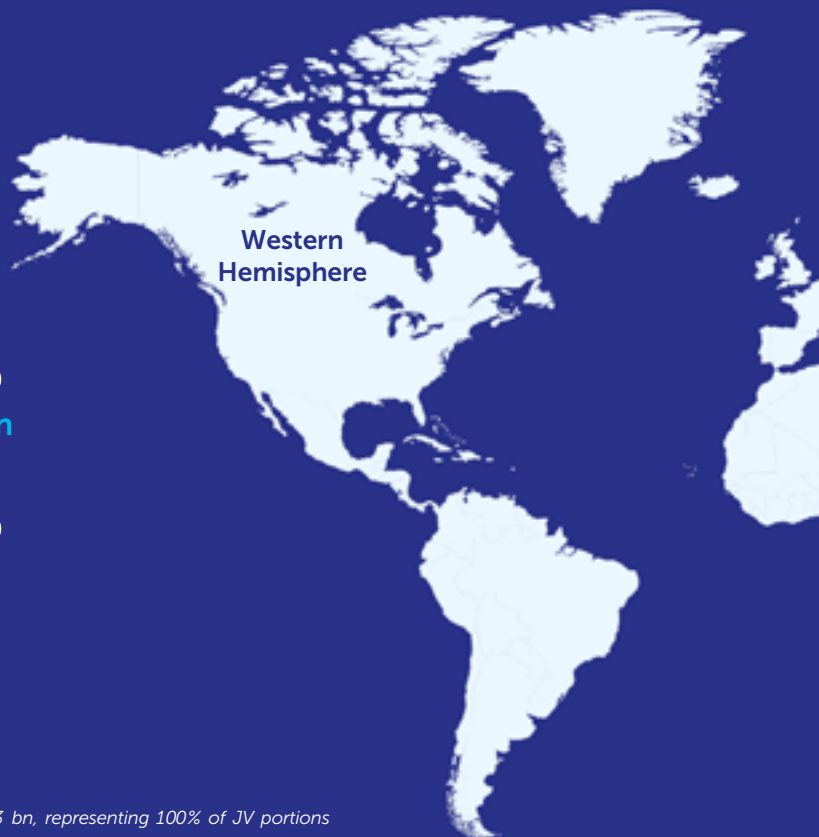 Western
Hemisphere
)
n
)
bn, representing 100% of JV portions